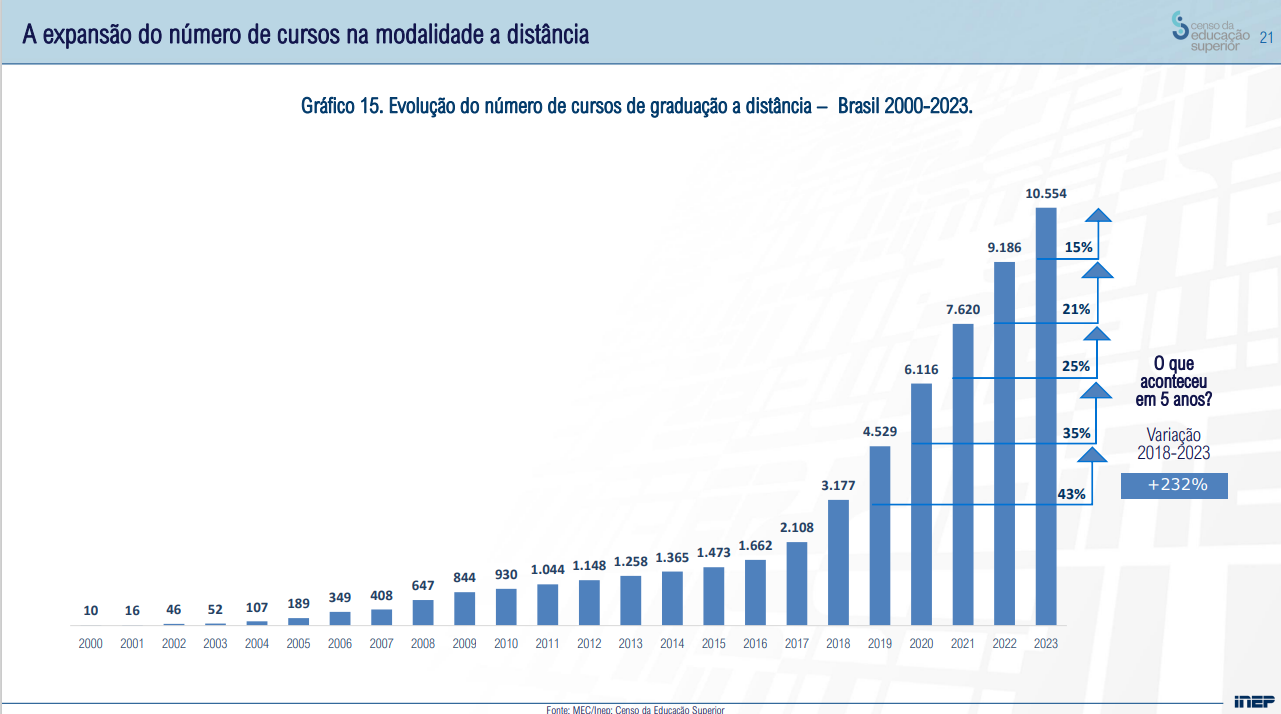 A expansão do número de cursos na modalidade a distância
censo da
educação
superior
21
Gráfico 15. Evolução do número de cursos de graduação a distância – Brasil 2000-2023.
10.554
15%
9.186
21%
7.620
25%
O que
aconteceu
em 5 anos?
6.116
35%
Variação
2018-2023
4.529
43%
+232%
3.177
2.108
10 16 46 52 107 189 349 408 647 844 930 1.044 1.148 1.258 1.365 1.473 1.662
2000 2001 2002 2003 2004 2005 2006 2007 2008 2009 2010 2011 2012 2013 2014 2015 2016 2017 2018 2019 2020 2021 2022 2023
Fonte: MEC/Inep; Censo da Educação Superior
INEP